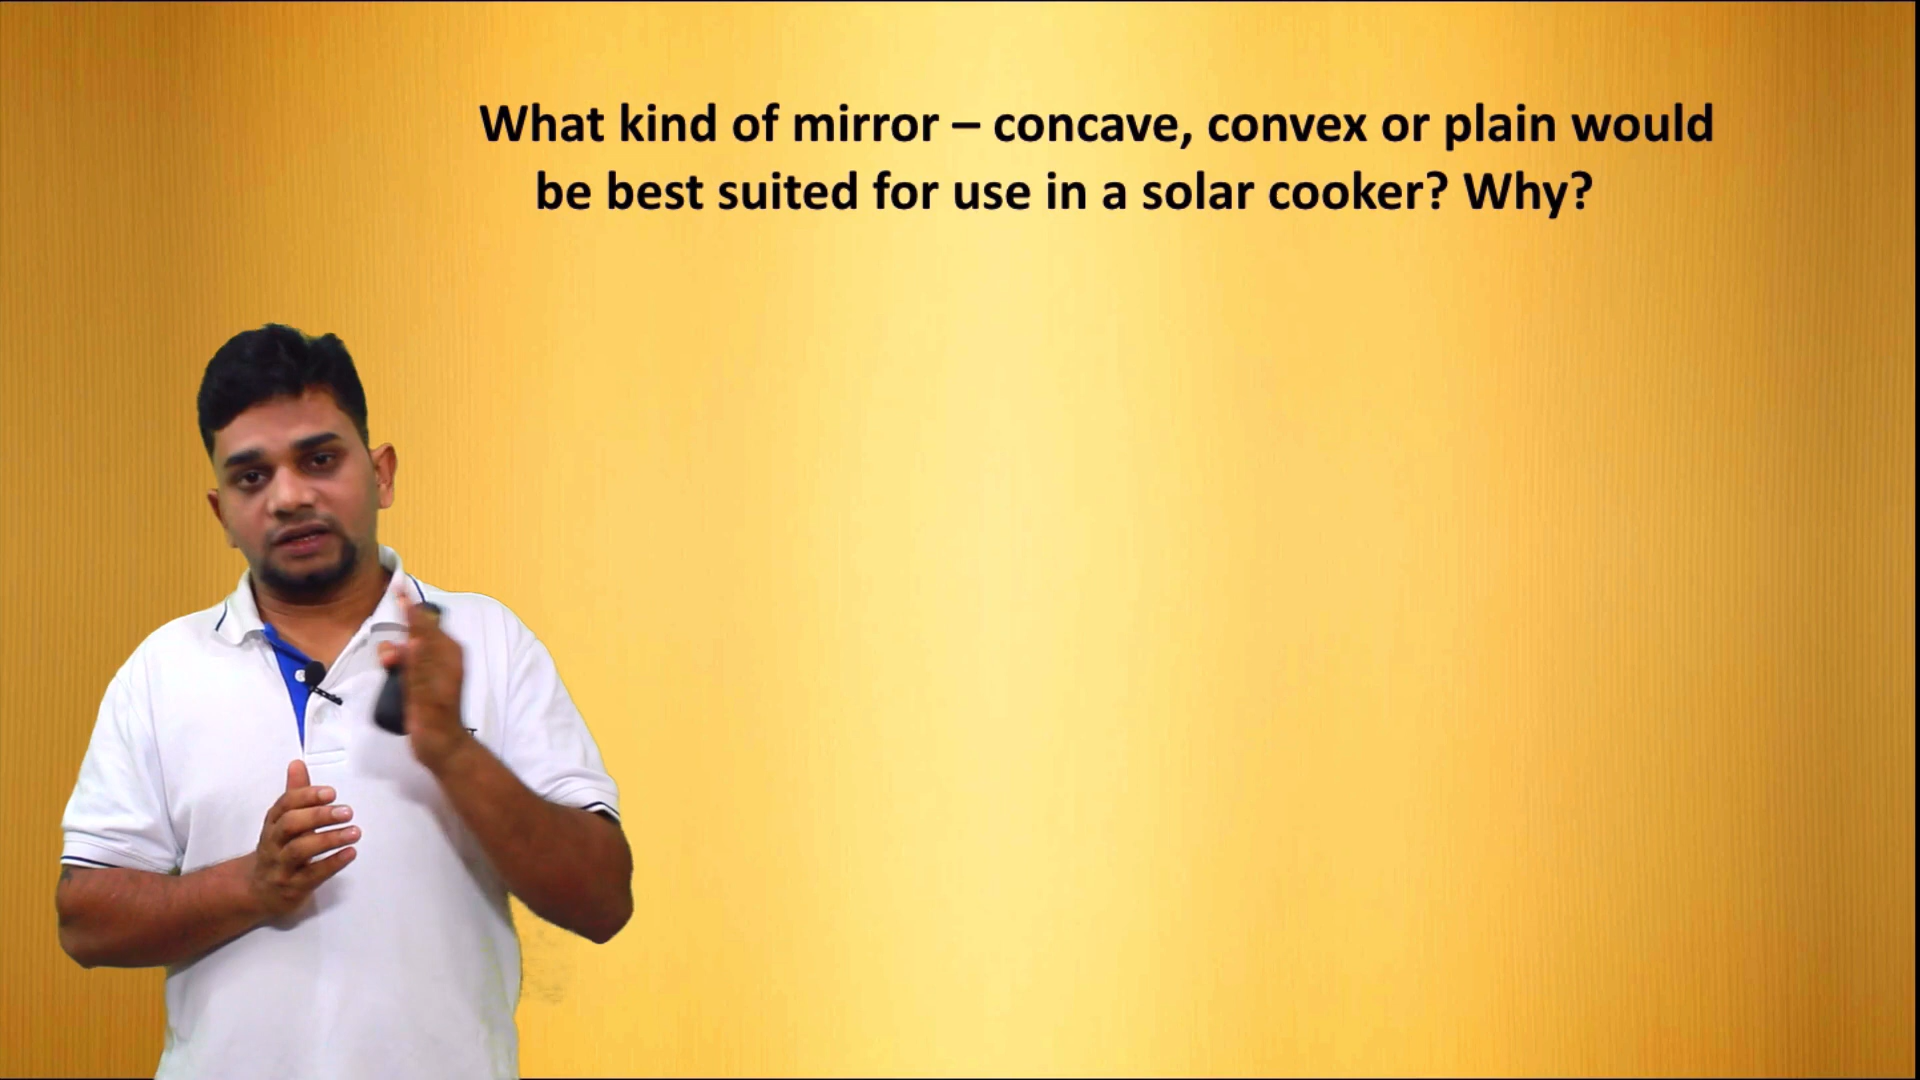 What kind of mirror – concave, convex or plain would
be best suited for use in a solar cooker? Why?